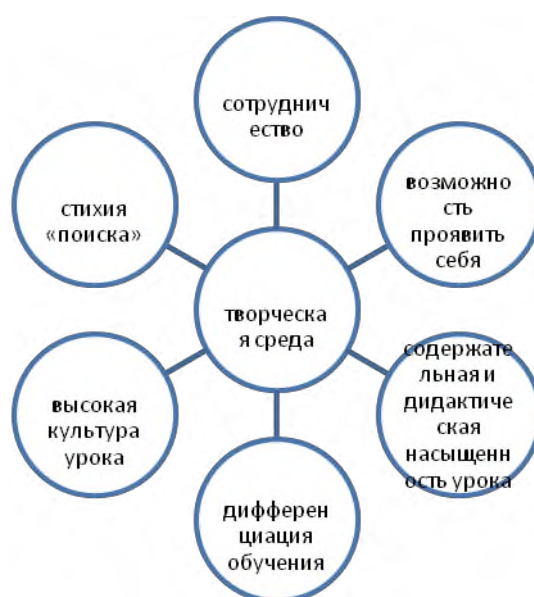 сотруднич
ество
возможно
сть
проявить
себя
содержате
льная и
дидактиче
ская
насыщенн
ость урока
дифферен
циация
обучения
высокая
культура
урока
стихия
«поиска»
творческа
я среда